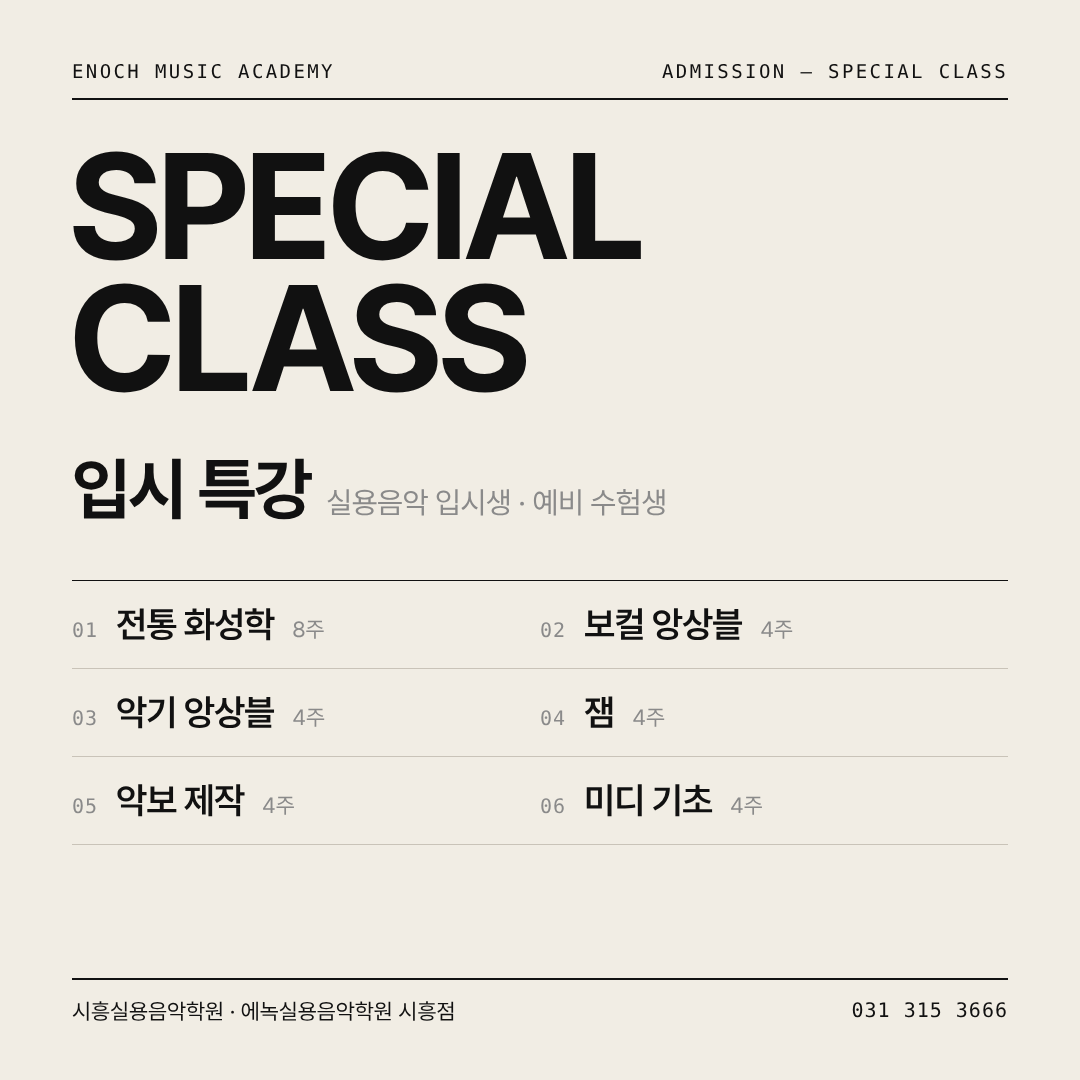 ENOCH MUSIC ACADEMY ADMISSION — SPECIAL CLASS
SPECIAL
CLASS
입시 특강 실용음악 입시생 · 예비 수험생
01 전통 화성학 8주 02 보컬 앙상블 4주
03 악기 앙상블 4주 04 잼 4주
05 악보 제작 4주 06 미디 기초 4주
시흥실용음악학원 · 에녹실용음악학원 시흥점 031 315 3666